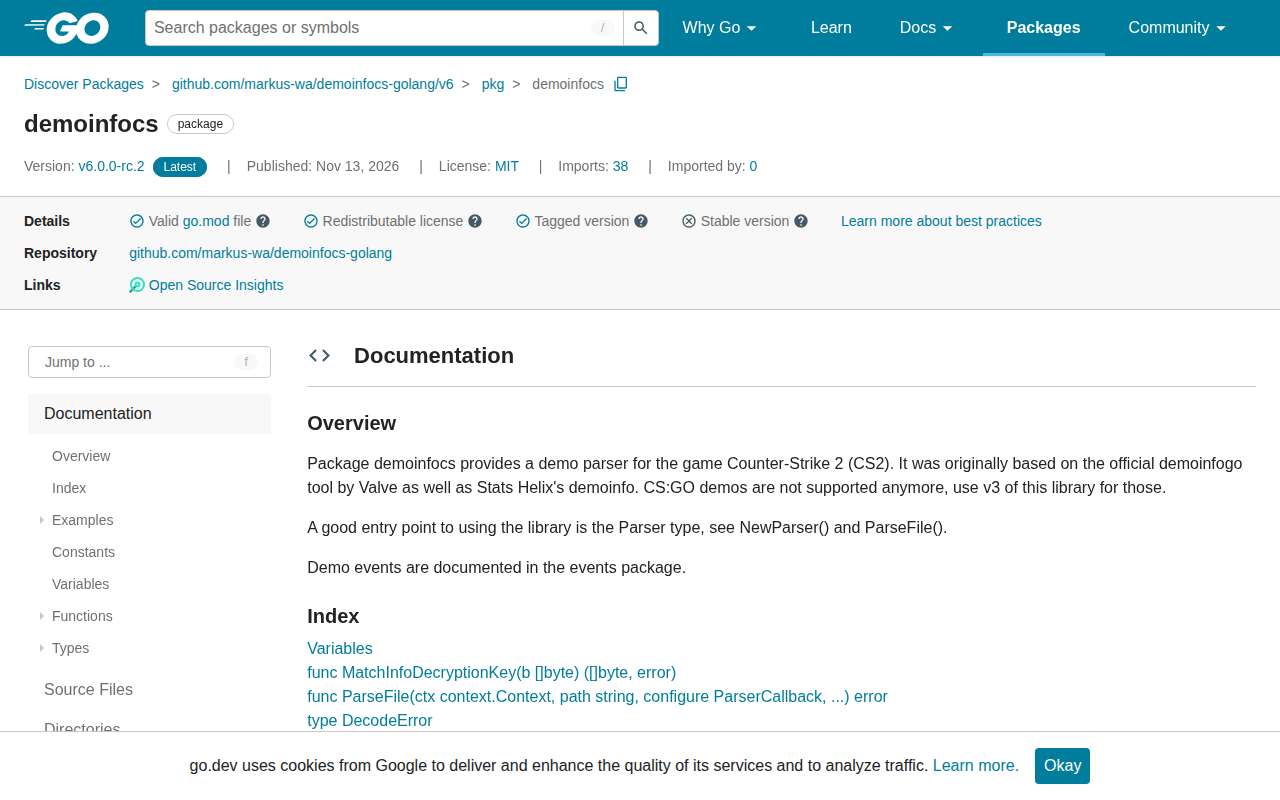 GO
Search packages or symbols /
Why Go
Learn
Docs
Packages
Community
Discover Packages > github.com/markus-wa/demoinfocs-golang/v6 > pkg > demoinfocs
demoinfocs package
Version: v6.0.0-rc.2 Latest | Published: Nov 13, 2026 | License: MIT | Imports: 38 | Imported by: 0
Details Valid go.mod file Redistributable license Tagged version Stable version Learn more about best practices
Repository github.com/markus-wa/demoinfocs-golang
Links Open Source Insights
Jump to ... f
Documentation
Overview
Index
Examples
Constants
Variables
Functions
Types
Source Files
Directories
Documentation
Overview
Package demoinfocs provides a demo parser for the game Counter-Strike 2 (CS2). It was originally based on the official demoinfogo
tool by Valve as well as Stats Helix's demoinfo. CS:GO demos are not supported anymore, use v3 of this library for those.
A good entry point to using the library is the Parser type, see NewParser() and ParseFile().
Demo events are documented in the events package.
Index
Variables
func MatchInfoDecryptionKey(b []byte) ([]byte, error)
func ParseFile(ctx context.Context, path string, configure ParserCallback, ...) error
type DecodeError
go.dev uses cookies from Google to deliver and enhance the quality of its services and to analyze traffic. Learn more. Okay